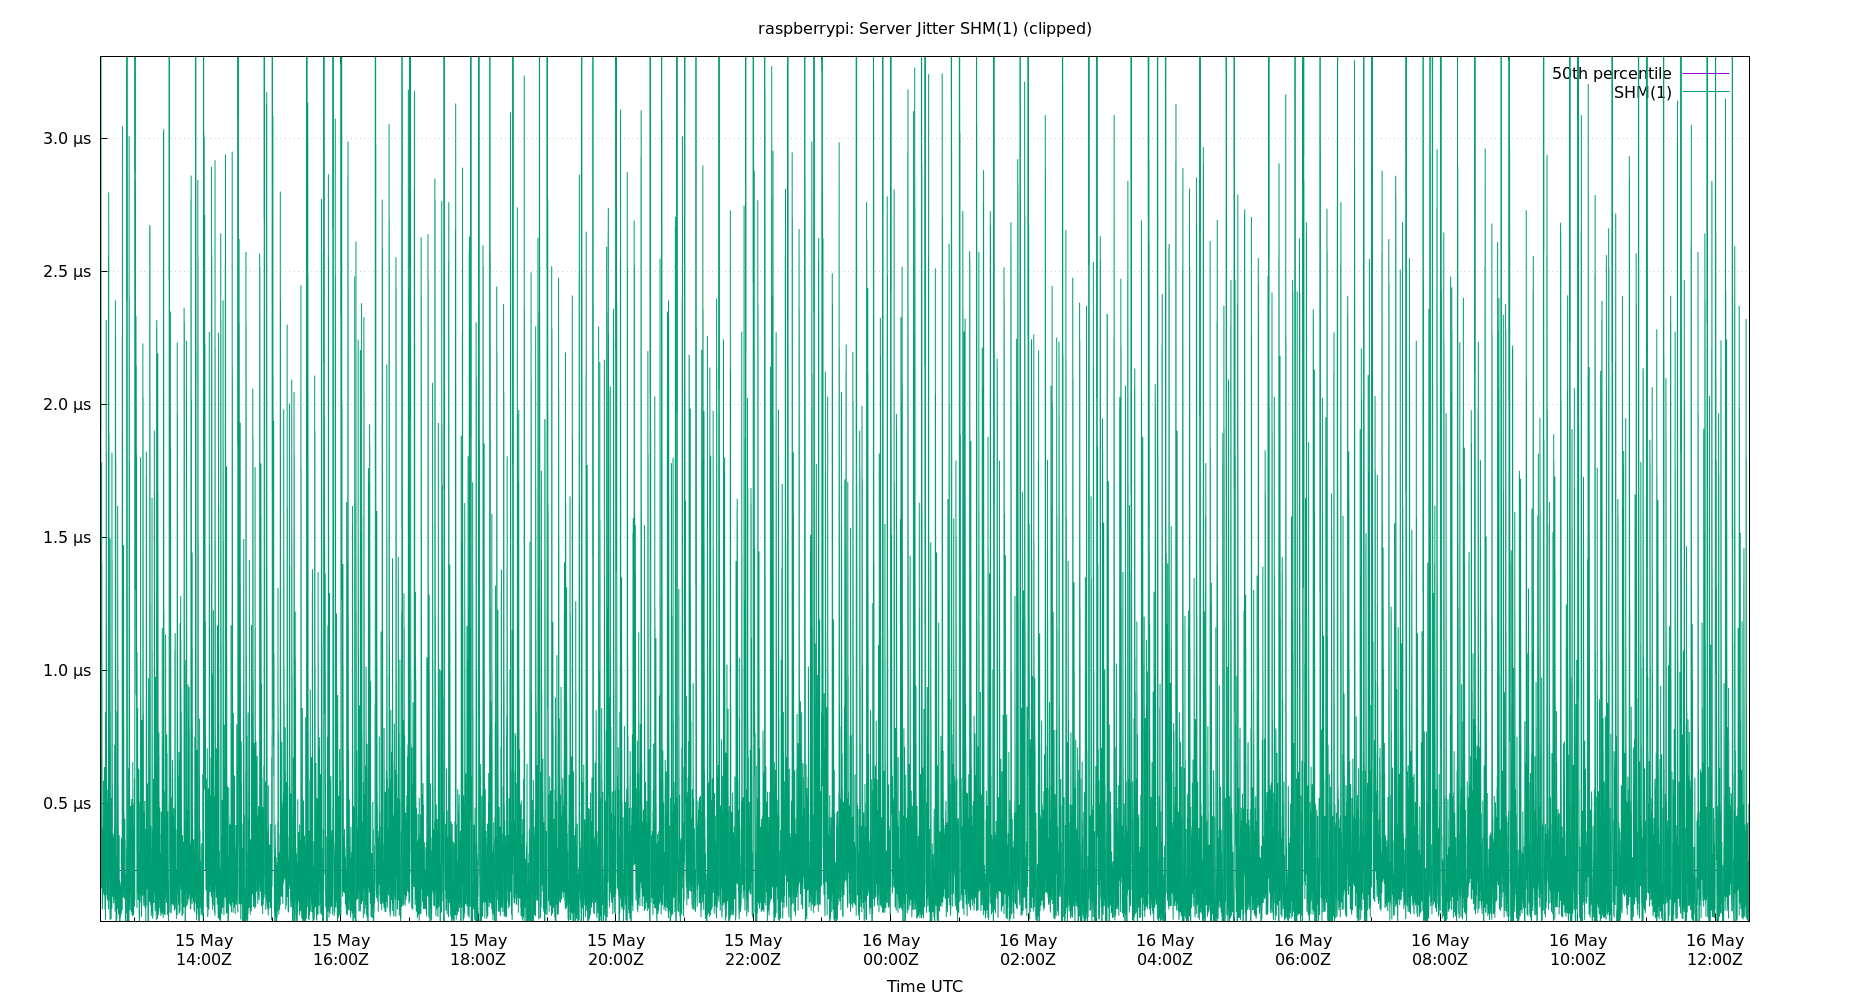 raspberrypi: Server Jitter SHM(1) (clipped)
50th percentile
SHM(1)
3.0 µs
2.5 µs
2.0 µs
1.5 µs
1.0 µs
0.5 µs
15 May 15 May 15 May 15 May 15 May 16 May 16 May 16 May 16 May 16 May 16 May 16 May
14:00Z 16:00Z 18:00Z 20:00Z 22:00Z 00:00Z 02:00Z 04:00Z 06:00Z 08:00Z 10:00Z 12:00Z
Time UTC